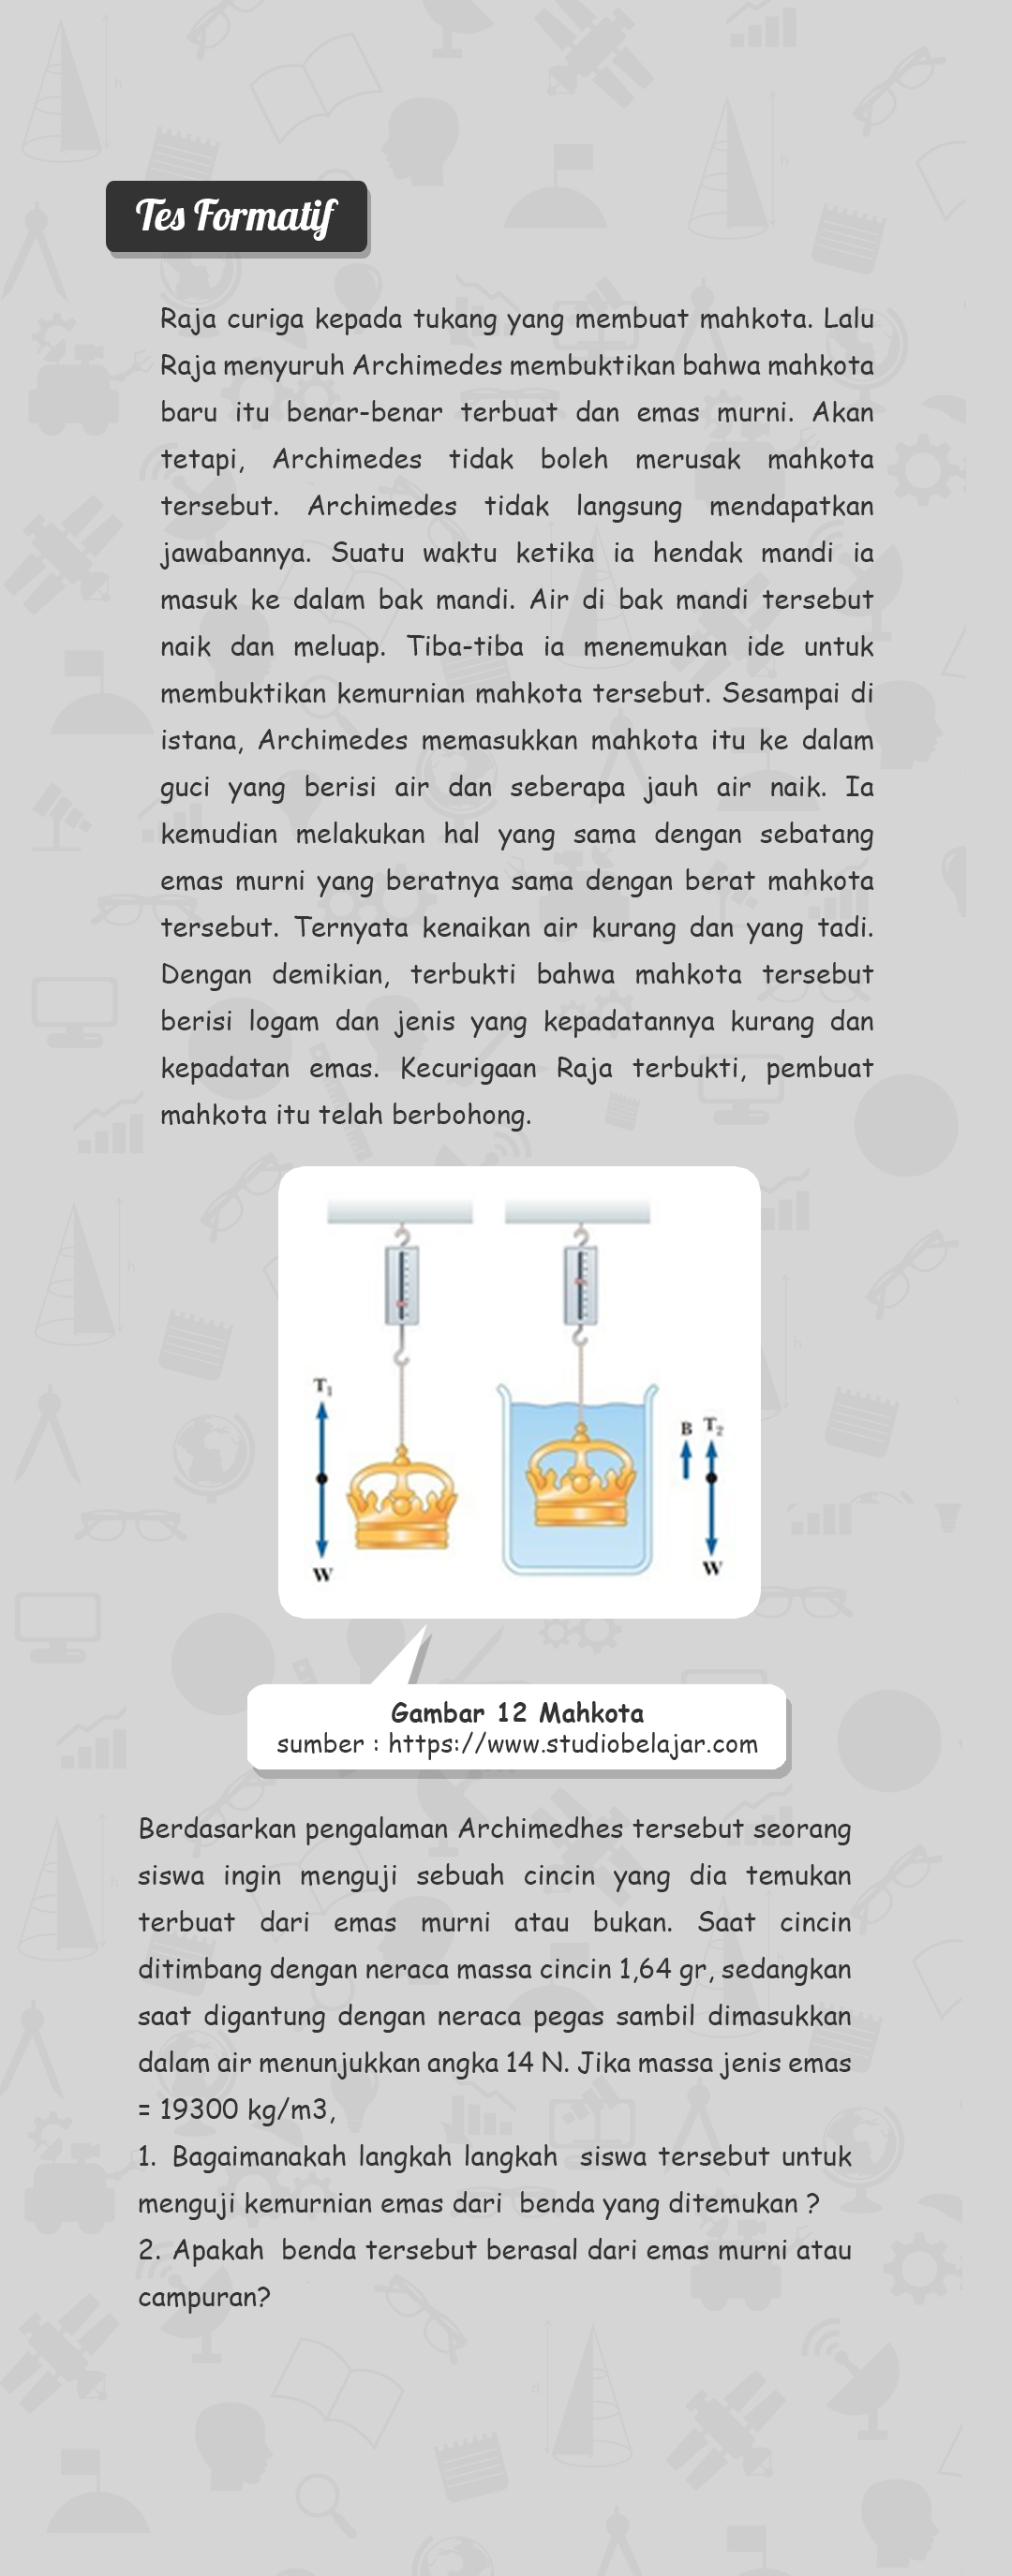 Tes Formatif
Raja curiga kepada tukang yang membuat mahkota. Lalu
Raja menyuruh Archimedes membuktikan bahwa mahkota
baru itu benar-benar terbuat dan emas murni. Akan
tetapi, Archimedes tidak boleh merusak mahkota
tersebut. Archimedes tidak langsung mendapatkan
jawabannya. Suatu waktu ketika ia hendak mandi ia
masuk ke dalam bak mandi. Air di bak mandi tersebut
naik dan meluap. Tiba-tiba ia menemukan ide untuk
membuktikan kemurnian mahkota tersebut. Sesampai di
istana, Archimedes memasukkan mahkota itu ke dalam
guci yang berisi air dan seberapa jauh air naik. Ia
kemudian melakukan hal yang sama dengan sebatang
emas murni yang beratnya sama dengan berat mahkota
tersebut. Ternyata kenaikan air kurang dan yang tadi.
Dengan demikian, terbukti bahwa mahkota tersebut
berisi logam dan jenis yang kepadatannya kurang dan
kepadatan emas. Kecurigaan Raja terbukti, pembuat
mahkota itu telah berbohong.
T₁
W
B T₂
W
Gambar 12 Mahkota
sumber : https://www.studiobelajar.com
Berdasarkan pengalaman Archimedhes tersebut seorang
siswa ingin menguji sebuah cincin yang dia temukan
terbuat dari emas murni atau bukan. Saat cincin
ditimbang dengan neraca massa cincin 1,64 gr, sedangkan
saat digantung dengan neraca pegas sambil dimasukkan
dalam air menunjukkan angka 14 N. Jika massa jenis emas
= 19300 kg/m3,
1. Bagaimanakah langkah langkah siswa tersebut untuk
menguji kemurnian emas dari benda yang ditemukan ?
2. Apakah benda tersebut berasal dari emas murni atau
campuran?